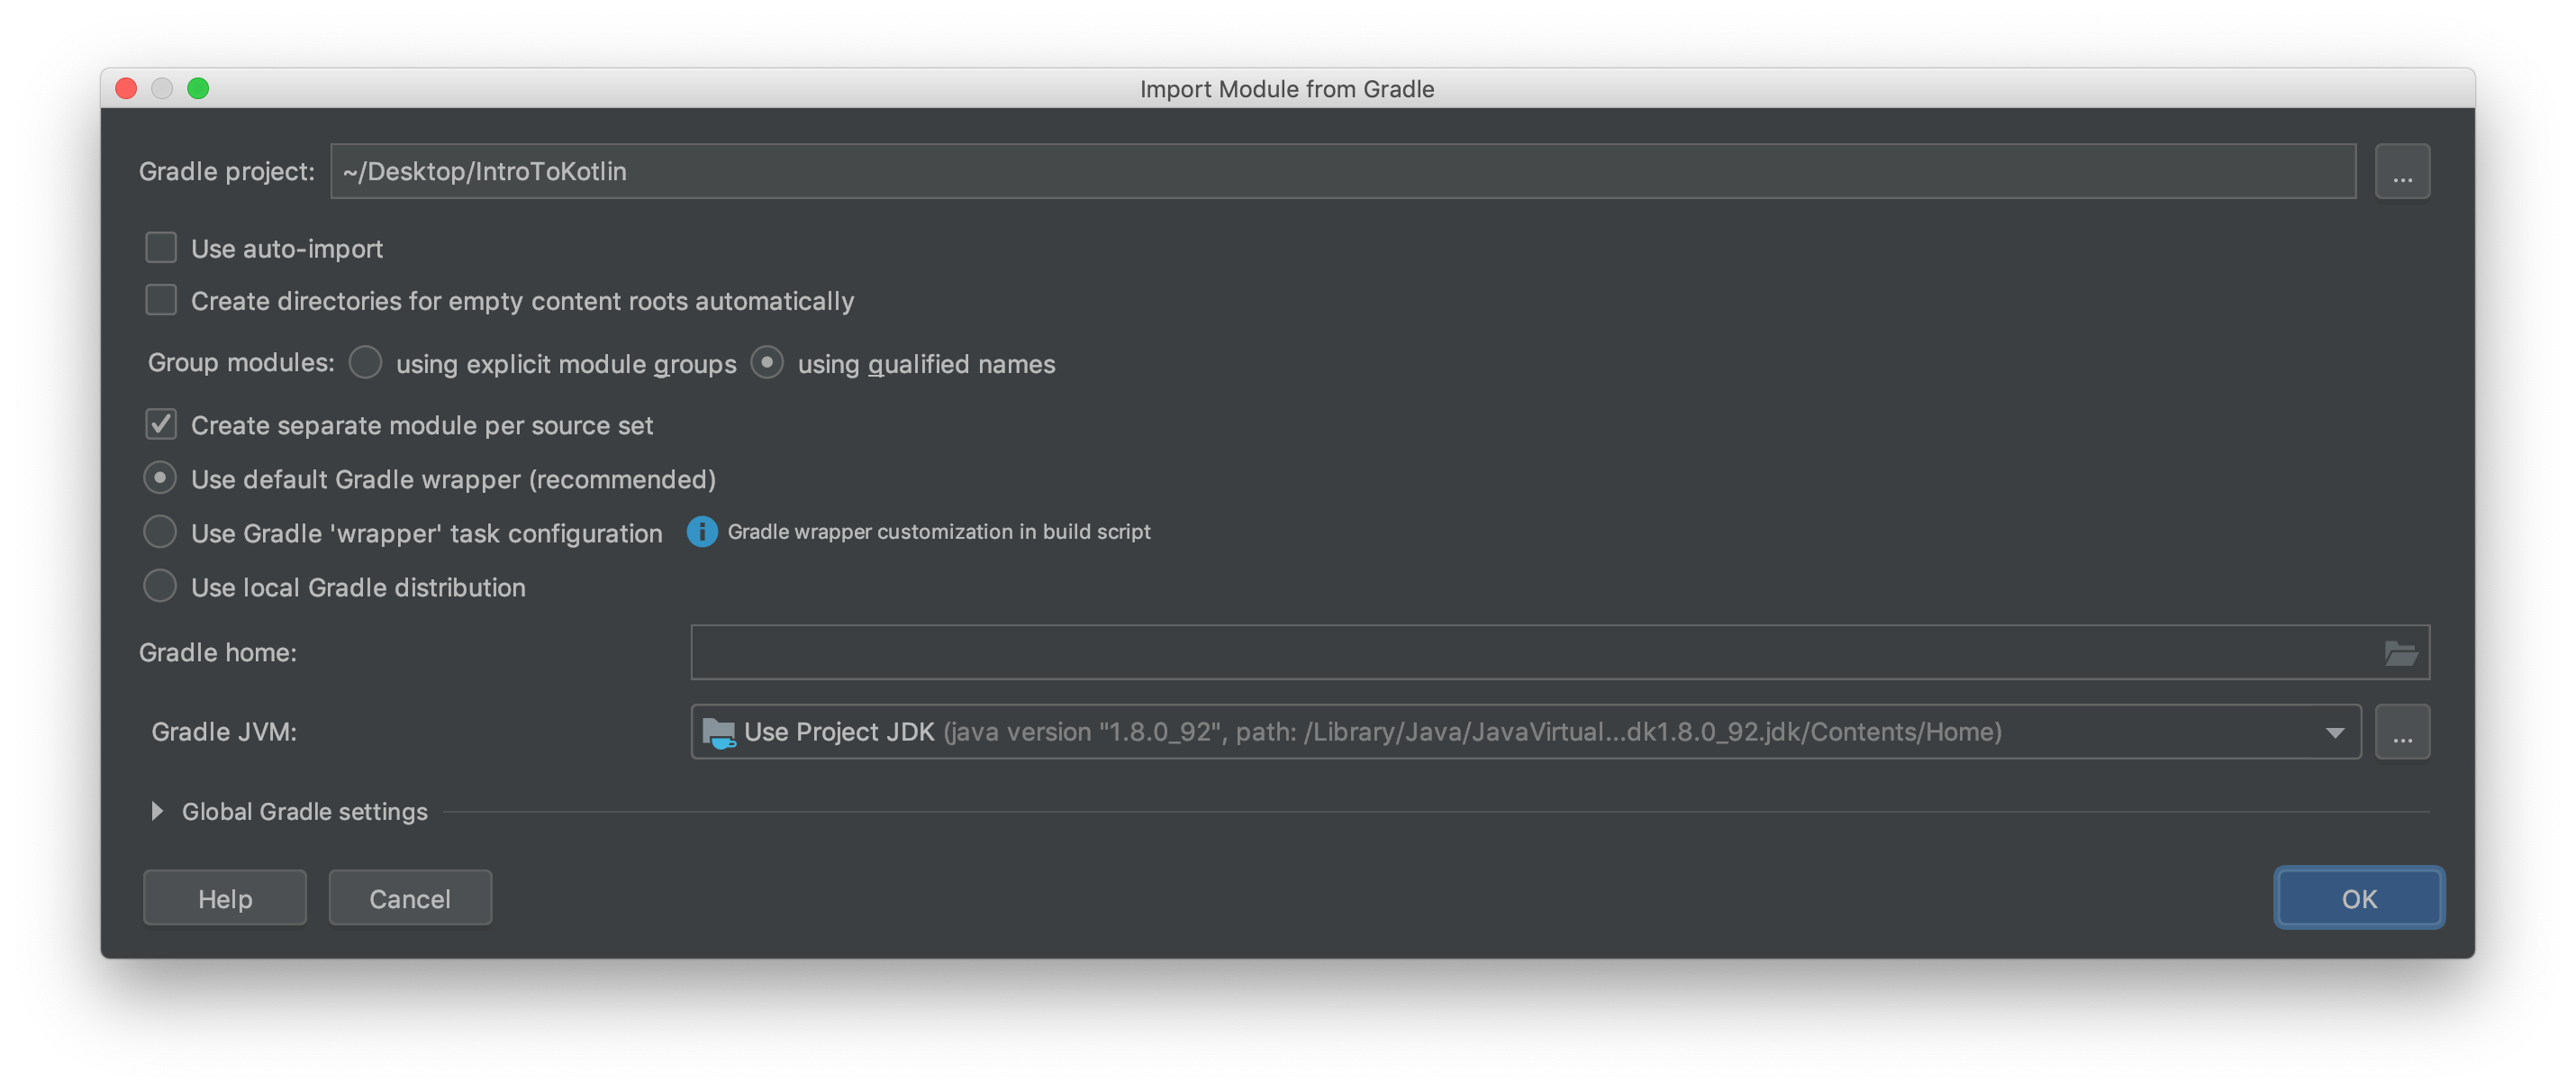 Import Module from Gradle
Gradle project: ~/Desktop/IntroToKotlin ...
Use auto-import
Create directories for empty content roots automatically
Group modules: using explicit module groups using qualified names
Create separate module per source set
Use default Gradle wrapper (recommended)
Use Gradle 'wrapper' task configuration Gradle wrapper customization in build script
Use local Gradle distribution
Gradle home:
Gradle JVM: Use Project JDK (java version "1.8.0_92", path: /Library/Java/JavaVirtual...dk1.8.0_92.jdk/Contents/Home) ...
Global Gradle settings
Help Cancel OK